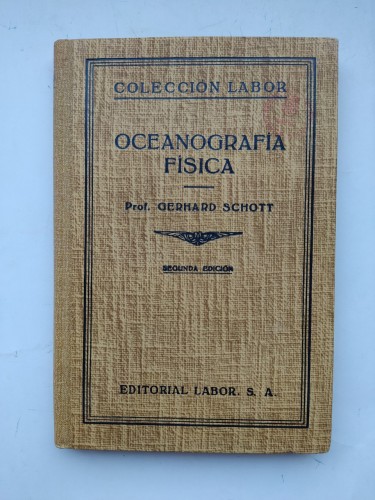 COLECCIÓN LABOR
OCEANOGRAFÍA
FÍSICA
Prof. GERHARD SCHOTT
SEGUNDA EDICIÓN
EDITORIAL LABOR. S. A.